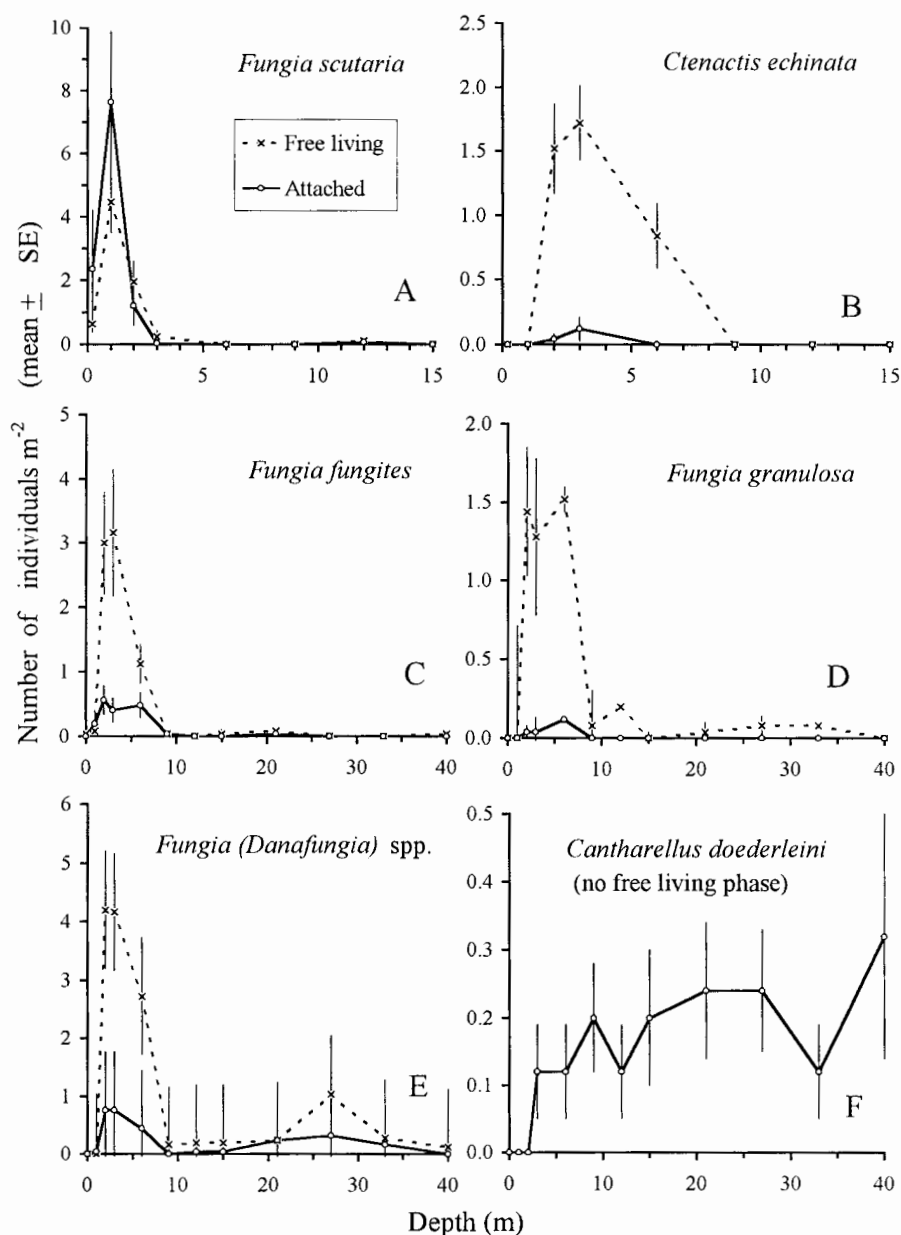 Number of individuals m-2 (mean ± SE)
10
8
6
4
2
0
0 5 10 15
Fungia scutaria
Free living
Attached
A
2.5
2.0
1.5
1.0
0.5
0.0
0 5 10 15
Ctenactis echinata
B
5
4
3
2
1
0
0 10 20 30 40
Fungia fungites
C
2.0
1.5
1.0
0.5
0.0
0 10 20 30 40
Fungia granulosa
D
6
5
4
3
2
1
0
0 10 20 30 40
Fungia (Danafungia) spp.
E
0.5
0.4
0.3
0.2
0.1
0.0
0 10 20 30 40
Cantharellus doederleini
(no free living phase)
F
Depth (m)